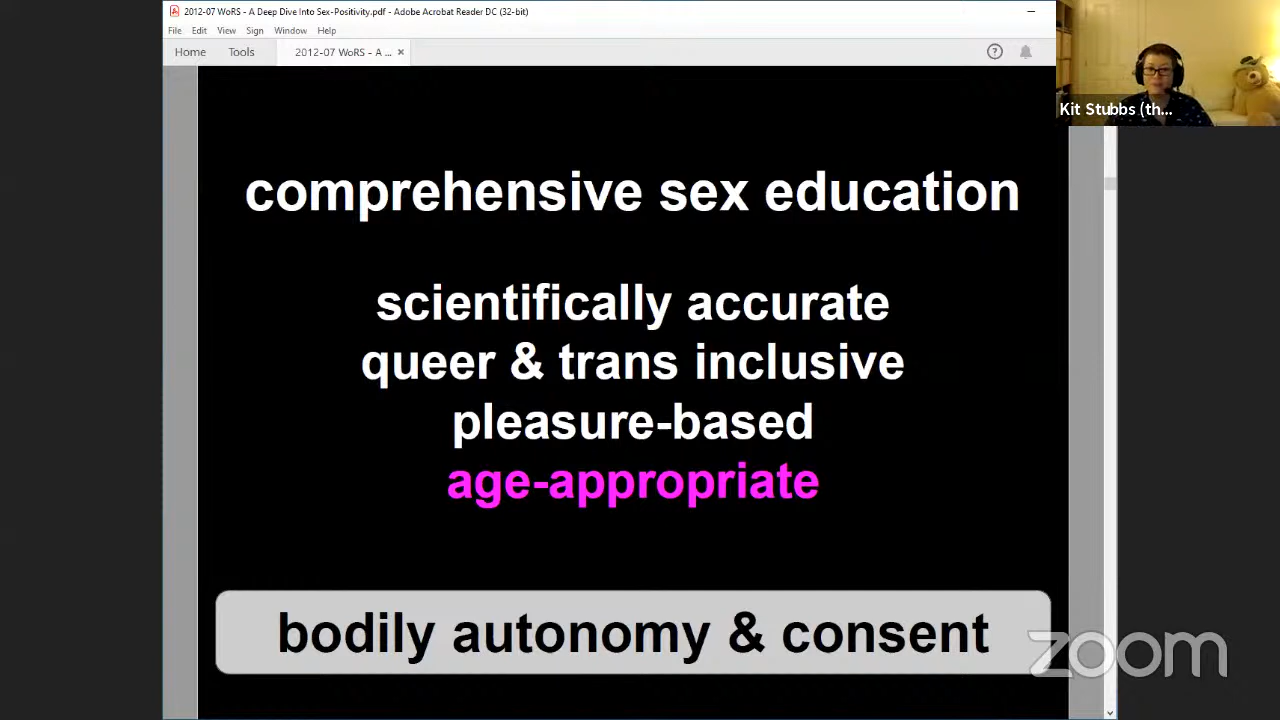 2012-07 WoRS - A Deep Dive Into Sex-Positivity.pdf - Adobe Acrobat Reader DC (32-bit)
File Edit View Sign Window Help
Home Tools 2012-07 WoRS - A ... ×
comprehensive sex education
scientifically accurate
queer & trans inclusive
pleasure-based
age-appropriate
bodily autonomy & consent
Kit Stubbs (th...
zoom